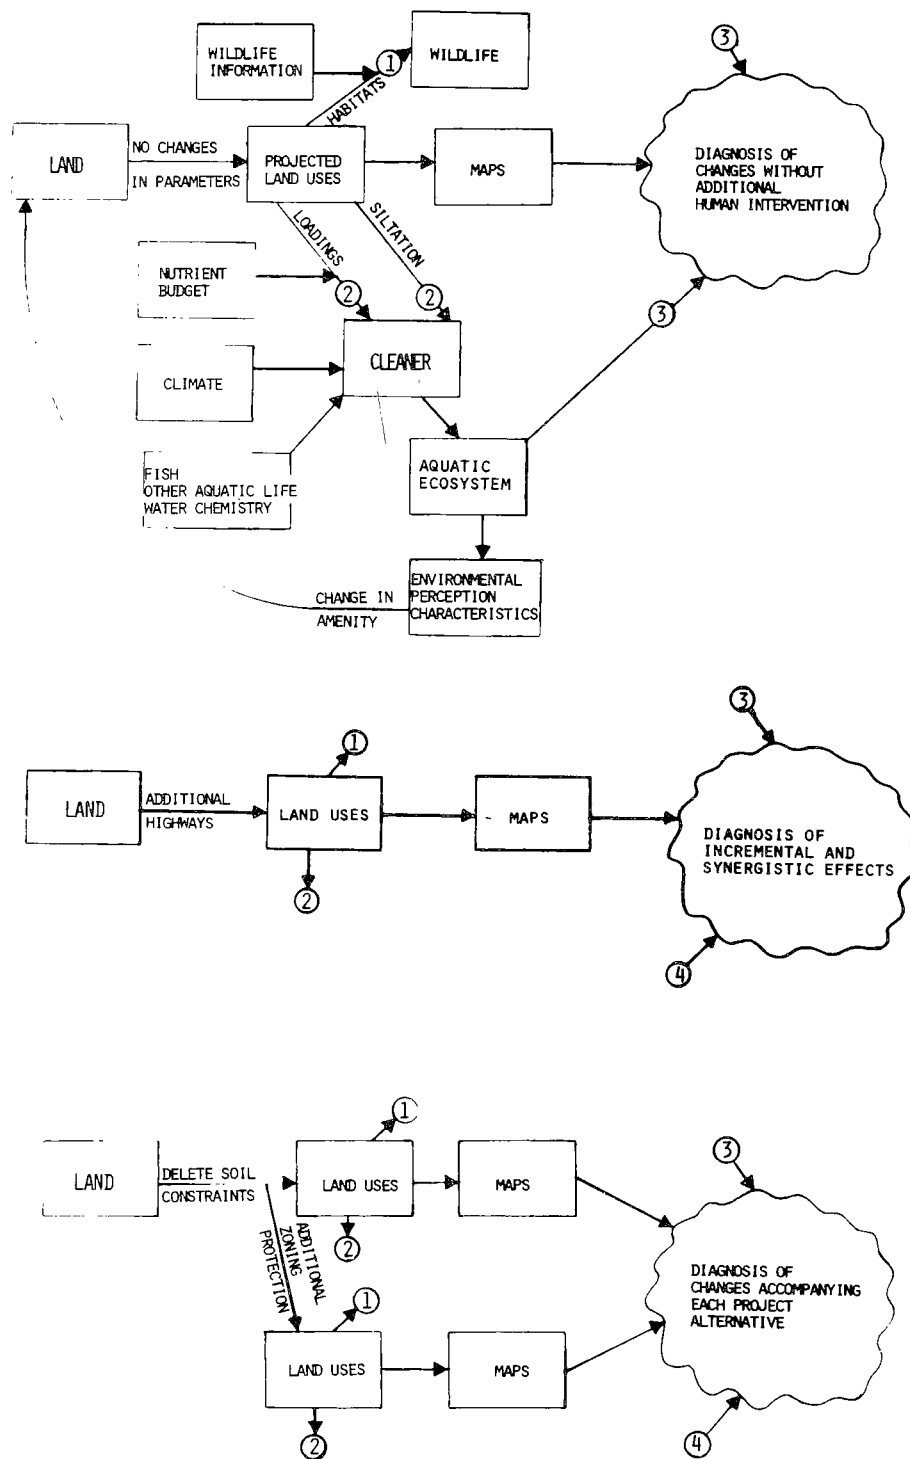 WILDLIFE
INFORMATION
1
WILDLIFE
3
HABITATS
LAND
NO CHANGES
IN PARAMETERS
PROJECTED
LAND USES
MAPS
DIAGNOSIS OF
CHANGES WITHOUT
ADDITIONAL
HUMAN INTERVENTION
LOADINGS
SILTATION
NUTRIENT
BUDGET
2
2
3
CLEANER
CLIMATE
FISH
OTHER AQUATIC LIFE
WATER CHEMISTRY
AQUATIC
ECOSYSTEM
CHANGE IN
AMENITY
ENVIRONMENTAL
PERCEPTION
CHARACTERISTICS
3
1
LAND
ADDITIONAL
HIGHWAYS
LAND USES
MAPS
DIAGNOSIS OF
INCREMENTAL AND
SYNERGISTIC EFFECTS
2
4
1
3
LAND
DELETE SOIL
CONSTRAINTS
LAND USES
MAPS
2
ADDITIONAL
ZONING
PROTECTION
1
DIAGNOSIS OF
CHANGES ACCOMPANYING
EACH PROJECT
ALTERNATIVE
LAND USES
MAPS
2
4